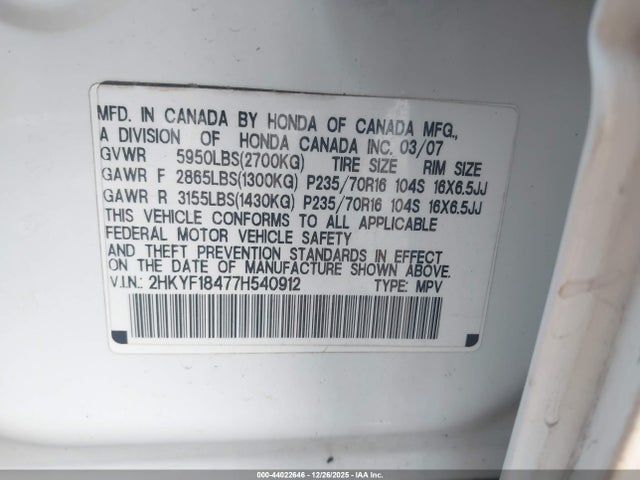 MFD. IN CANADA BY HONDA OF CANADA MFG.,
A DIVISION OF HONDA CANADA INC. 03/07
GVWR 5950LBS(2700KG) TIRE SIZE RIM SIZE
GAWR F 2865LBS(1300KG) P235/70R16 104S 16X6.5JJ
GAWR R 3155LBS(1430KG) P235/70R16 104S 16X6.5JJ
THIS VEHICLE CONFORMS TO ALL APPLICABLE
FEDERAL MOTOR VEHICLE SAFETY
AND THEFT PREVENTION STANDARDS IN EFFECT
ON THE DATE OF MANUFACTURE SHOWN ABOVE.
V.I.N.: 2HKYF18477H540912 TYPE: MPV
000-44022646 - 12/26/2025 - IAA Inc.